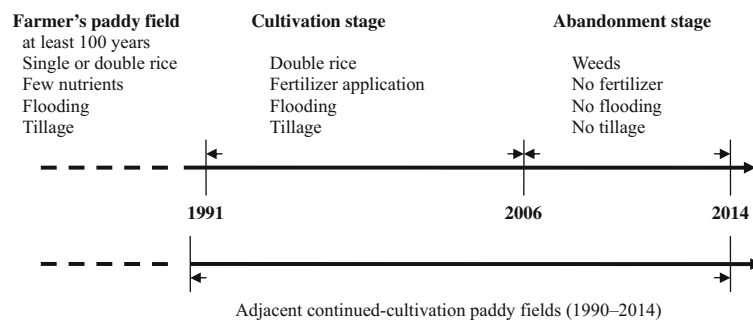 Farmer's paddy field
at least 100 years
Single or double rice
Few nutrients
Flooding
Tillage
Cultivation stage
Double rice
Fertilizer application
Flooding
Tillage
Abandonment stage
Weeds
No fertilizer
No flooding
No tillage
1991
2006
2014
Adjacent continued-cultivation paddy fields (1990–2014)